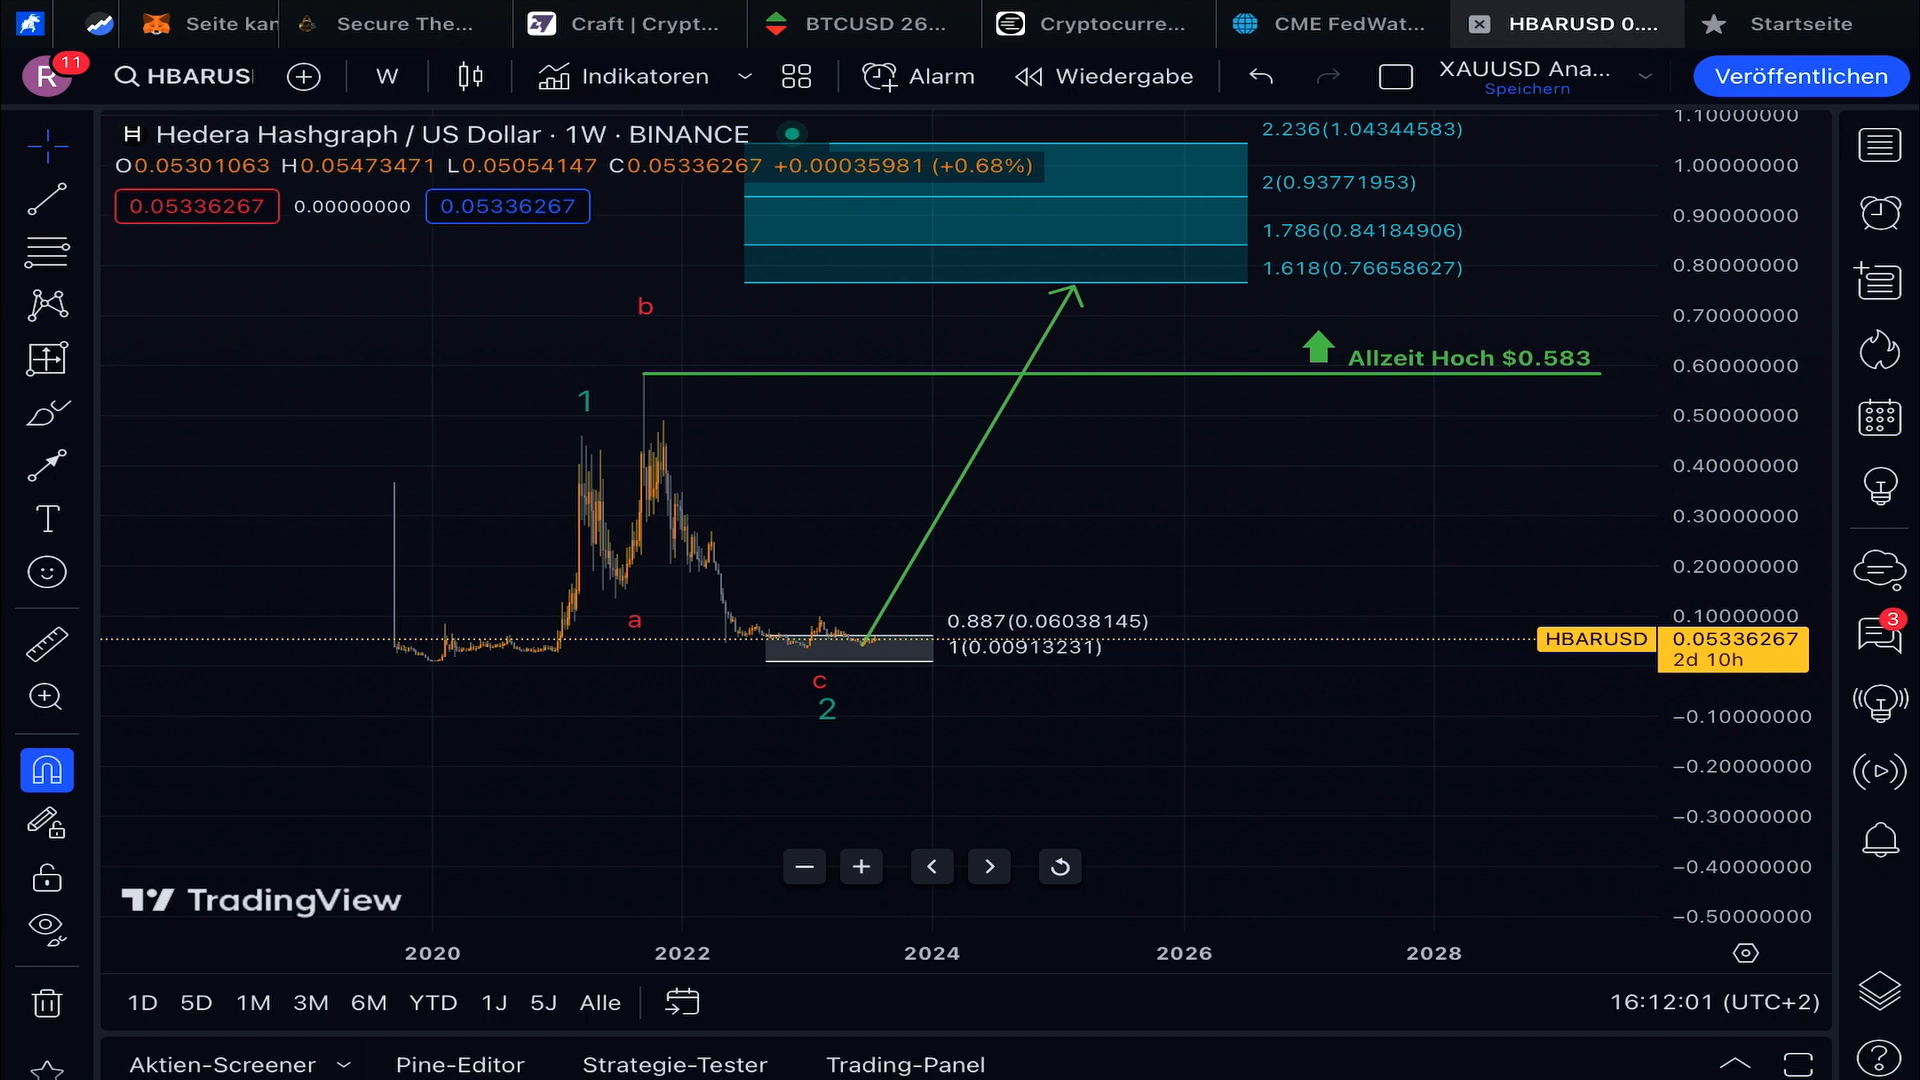 Seite kan
Secure The...
Craft | Crypt...
BTCUSD 26...
Cryptocurre...
CME FedWat...
HBARUSD 0....
Startseite
R
11
HBARUS
W
Indikatoren
Alarm
Wiedergabe
XAUUSD Ana...
Speichern
Veröffentlichen
Hedera Hashgraph / US Dollar · 1W · BINANCE
O0.05301063 H0.05473471 L0.05054147 C0.05336267 +0.00035981 (+0.68%)
0.05336267
0.00000000
0.05336267
2.236(1.04344583)
2(0.93771953)
1.786(0.84184906)
1.618(0.76658627)
b
1
Allzeit Hoch $0.583
a
0.887(0.06038145)
1(0.00913231)
c
2
1.10000000
1.00000000
0.90000000
0.80000000
0.70000000
0.60000000
0.50000000
0.40000000
0.30000000
0.20000000
0.10000000
HBARUSD
0.05336267
2d 10h
−0.10000000
−0.20000000
−0.30000000
−0.40000000
−0.50000000
3
TradingView
2020
2022
2024
2026
2028
1D 5D 1M 3M 6M YTD 1J 5J Alle
16:12:01 (UTC+2)
Aktien-Screener
Pine-Editor
Strategie-Tester
Trading-Panel